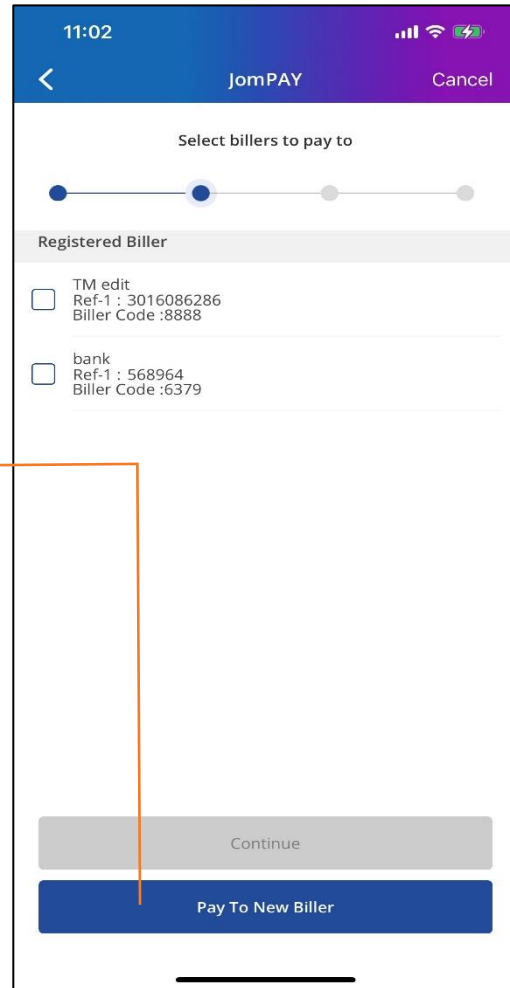 11:02
JomPAY
Cancel
Select billers to pay to
Registered Biller
TM edit
Ref-1 : 3016086286
Biller Code :8888
bank
Ref-1 : 568964
Biller Code :6379
Continue
Pay To New Biller